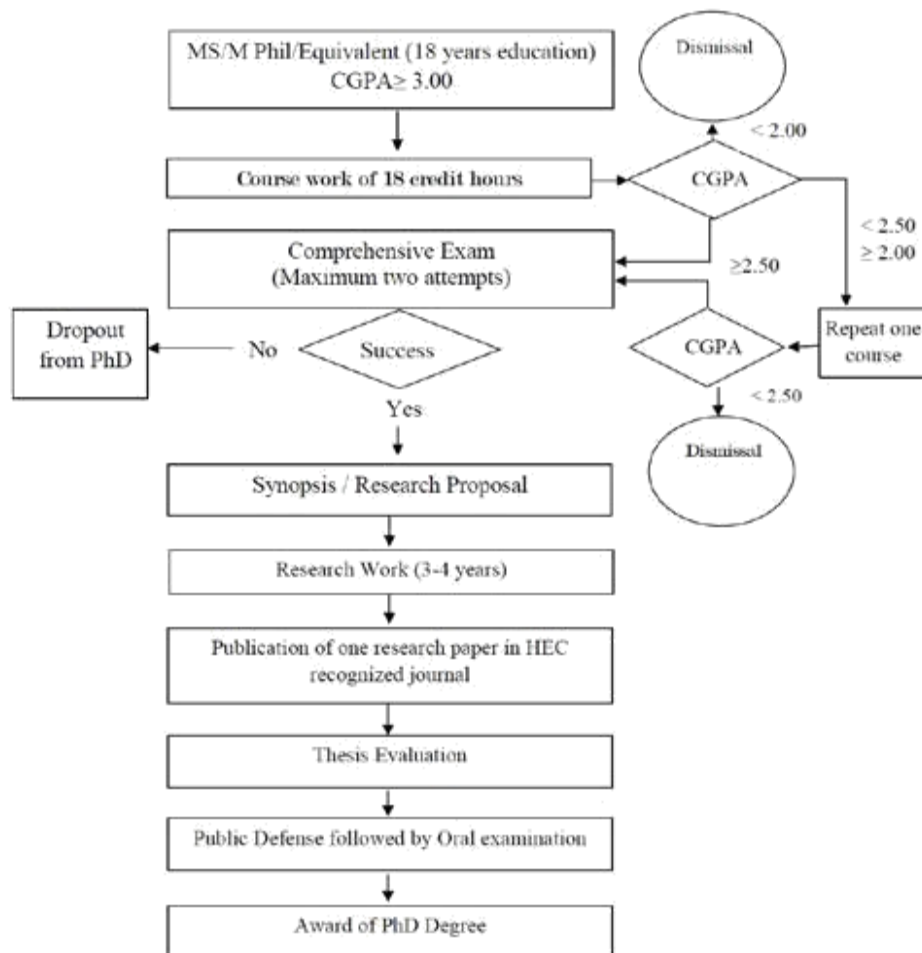 MS/M Phil/Equivalent (18 years education)
CGPA≥ 3.00
Dismissal
< 2.00
Course work of 18 credit hours
CGPA
< 2.50
≥ 2.00
Comprehensive Exam
(Maximum two attempts)
≥2.50
Dropout
from PhD
No
Success
CGPA
Repeat one
course
< 2.50
Yes
Dismissal
Synopsis / Research Proposal
Research Work (3-4 years)
Publication of one research paper in HEC
recognized journal
Thesis Evaluation
Public Defense followed by Oral examination
Award of PhD Degree